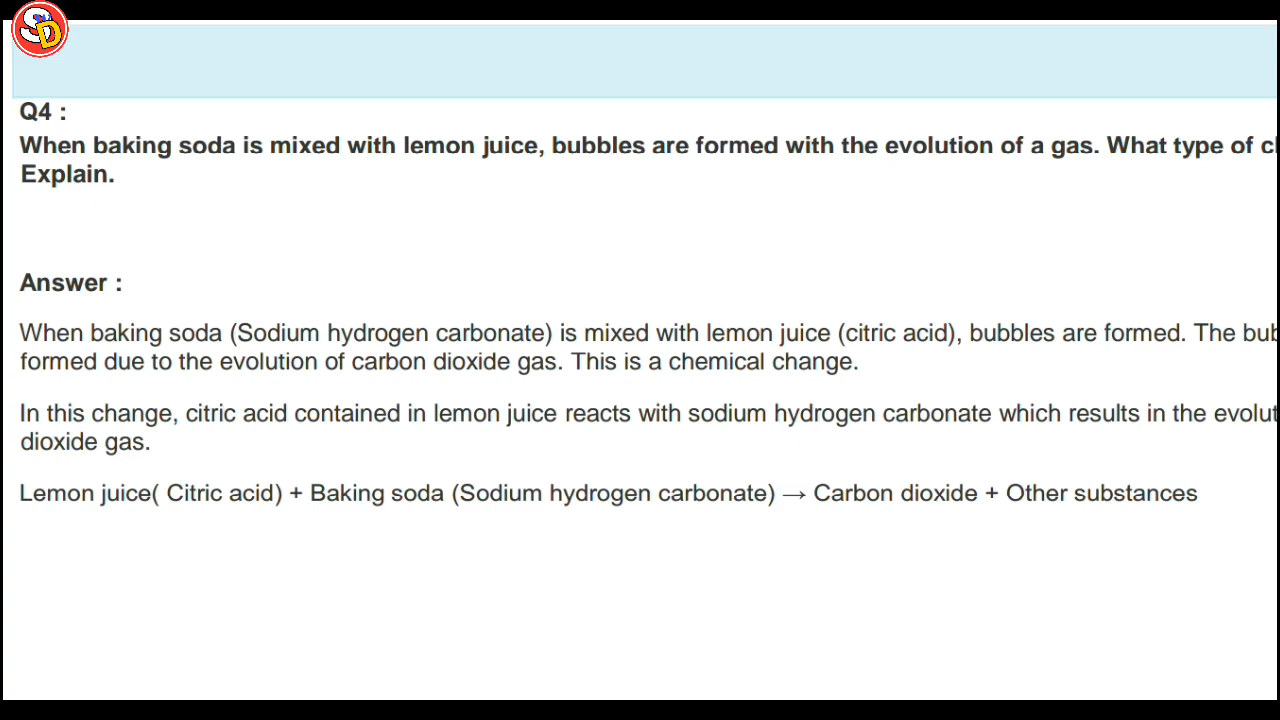 SD
Q4 :
When baking soda is mixed with lemon juice, bubbles are formed with the evolution of a gas. What type of
Explain.
Answer :
When baking soda (Sodium hydrogen carbonate) is mixed with lemon juice (citric acid), bubbles are formed. The
formed due to the evolution of carbon dioxide gas. This is a chemical change.
In this change, citric acid contained in lemon juice reacts with sodium hydrogen carbonate which results in the
dioxide gas.
Lemon juice( Citric acid) + Baking soda (Sodium hydrogen carbonate) → Carbon dioxide + Other substances